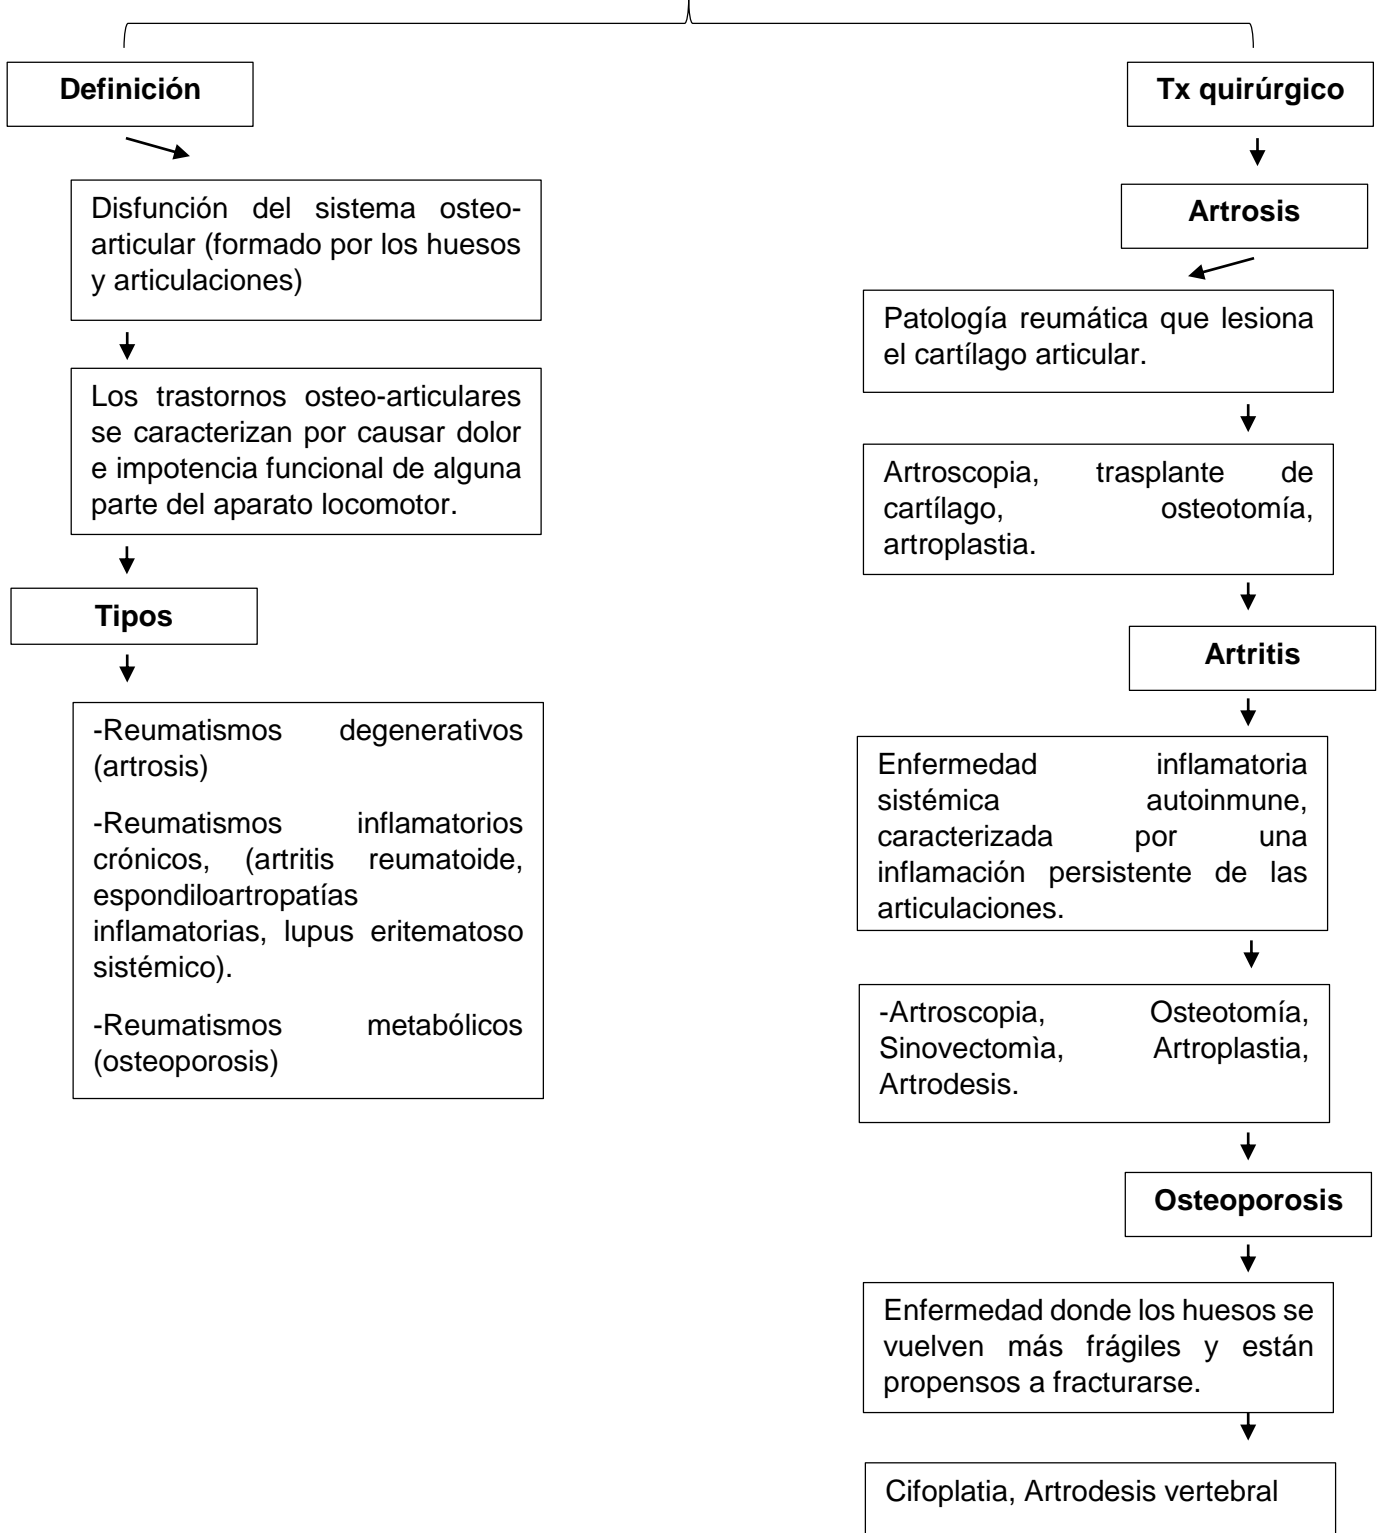 Definición
Disfunción del sistema osteo-
articular (formado por los huesos
y articulaciones)
Los trastornos osteo-articulares
se caracterizan por causar dolor
e impotencia funcional de alguna
parte del aparato locomotor.
Tipos
-Reumatismos degenerativos
(artrosis)
-Reumatismos inflamatorios
crónicos, (artritis reumatoide,
espondiloartropatías
inflamatorias, lupus eritematoso
sistémico).
-Reumatismos metabólicos
(osteoporosis)
Tx quirúrgico
Artrosis
Patología reumática que lesiona
el cartílago articular.
Artroscopia, trasplante de
cartílago, osteotomía,
artroplastia.
Artritis
Enfermedad inflamatoria
sistémica autoinmune,
caracterizada por una
inflamación persistente de las
articulaciones.
-Artroscopia, Osteotomía,
Sinovectomìa, Artroplastia,
Artrodesis.
Osteoporosis
Enfermedad donde los huesos se
vuelven más frágiles y están
propensos a fracturarse.
Cifoplatia, Artrodesis vertebral